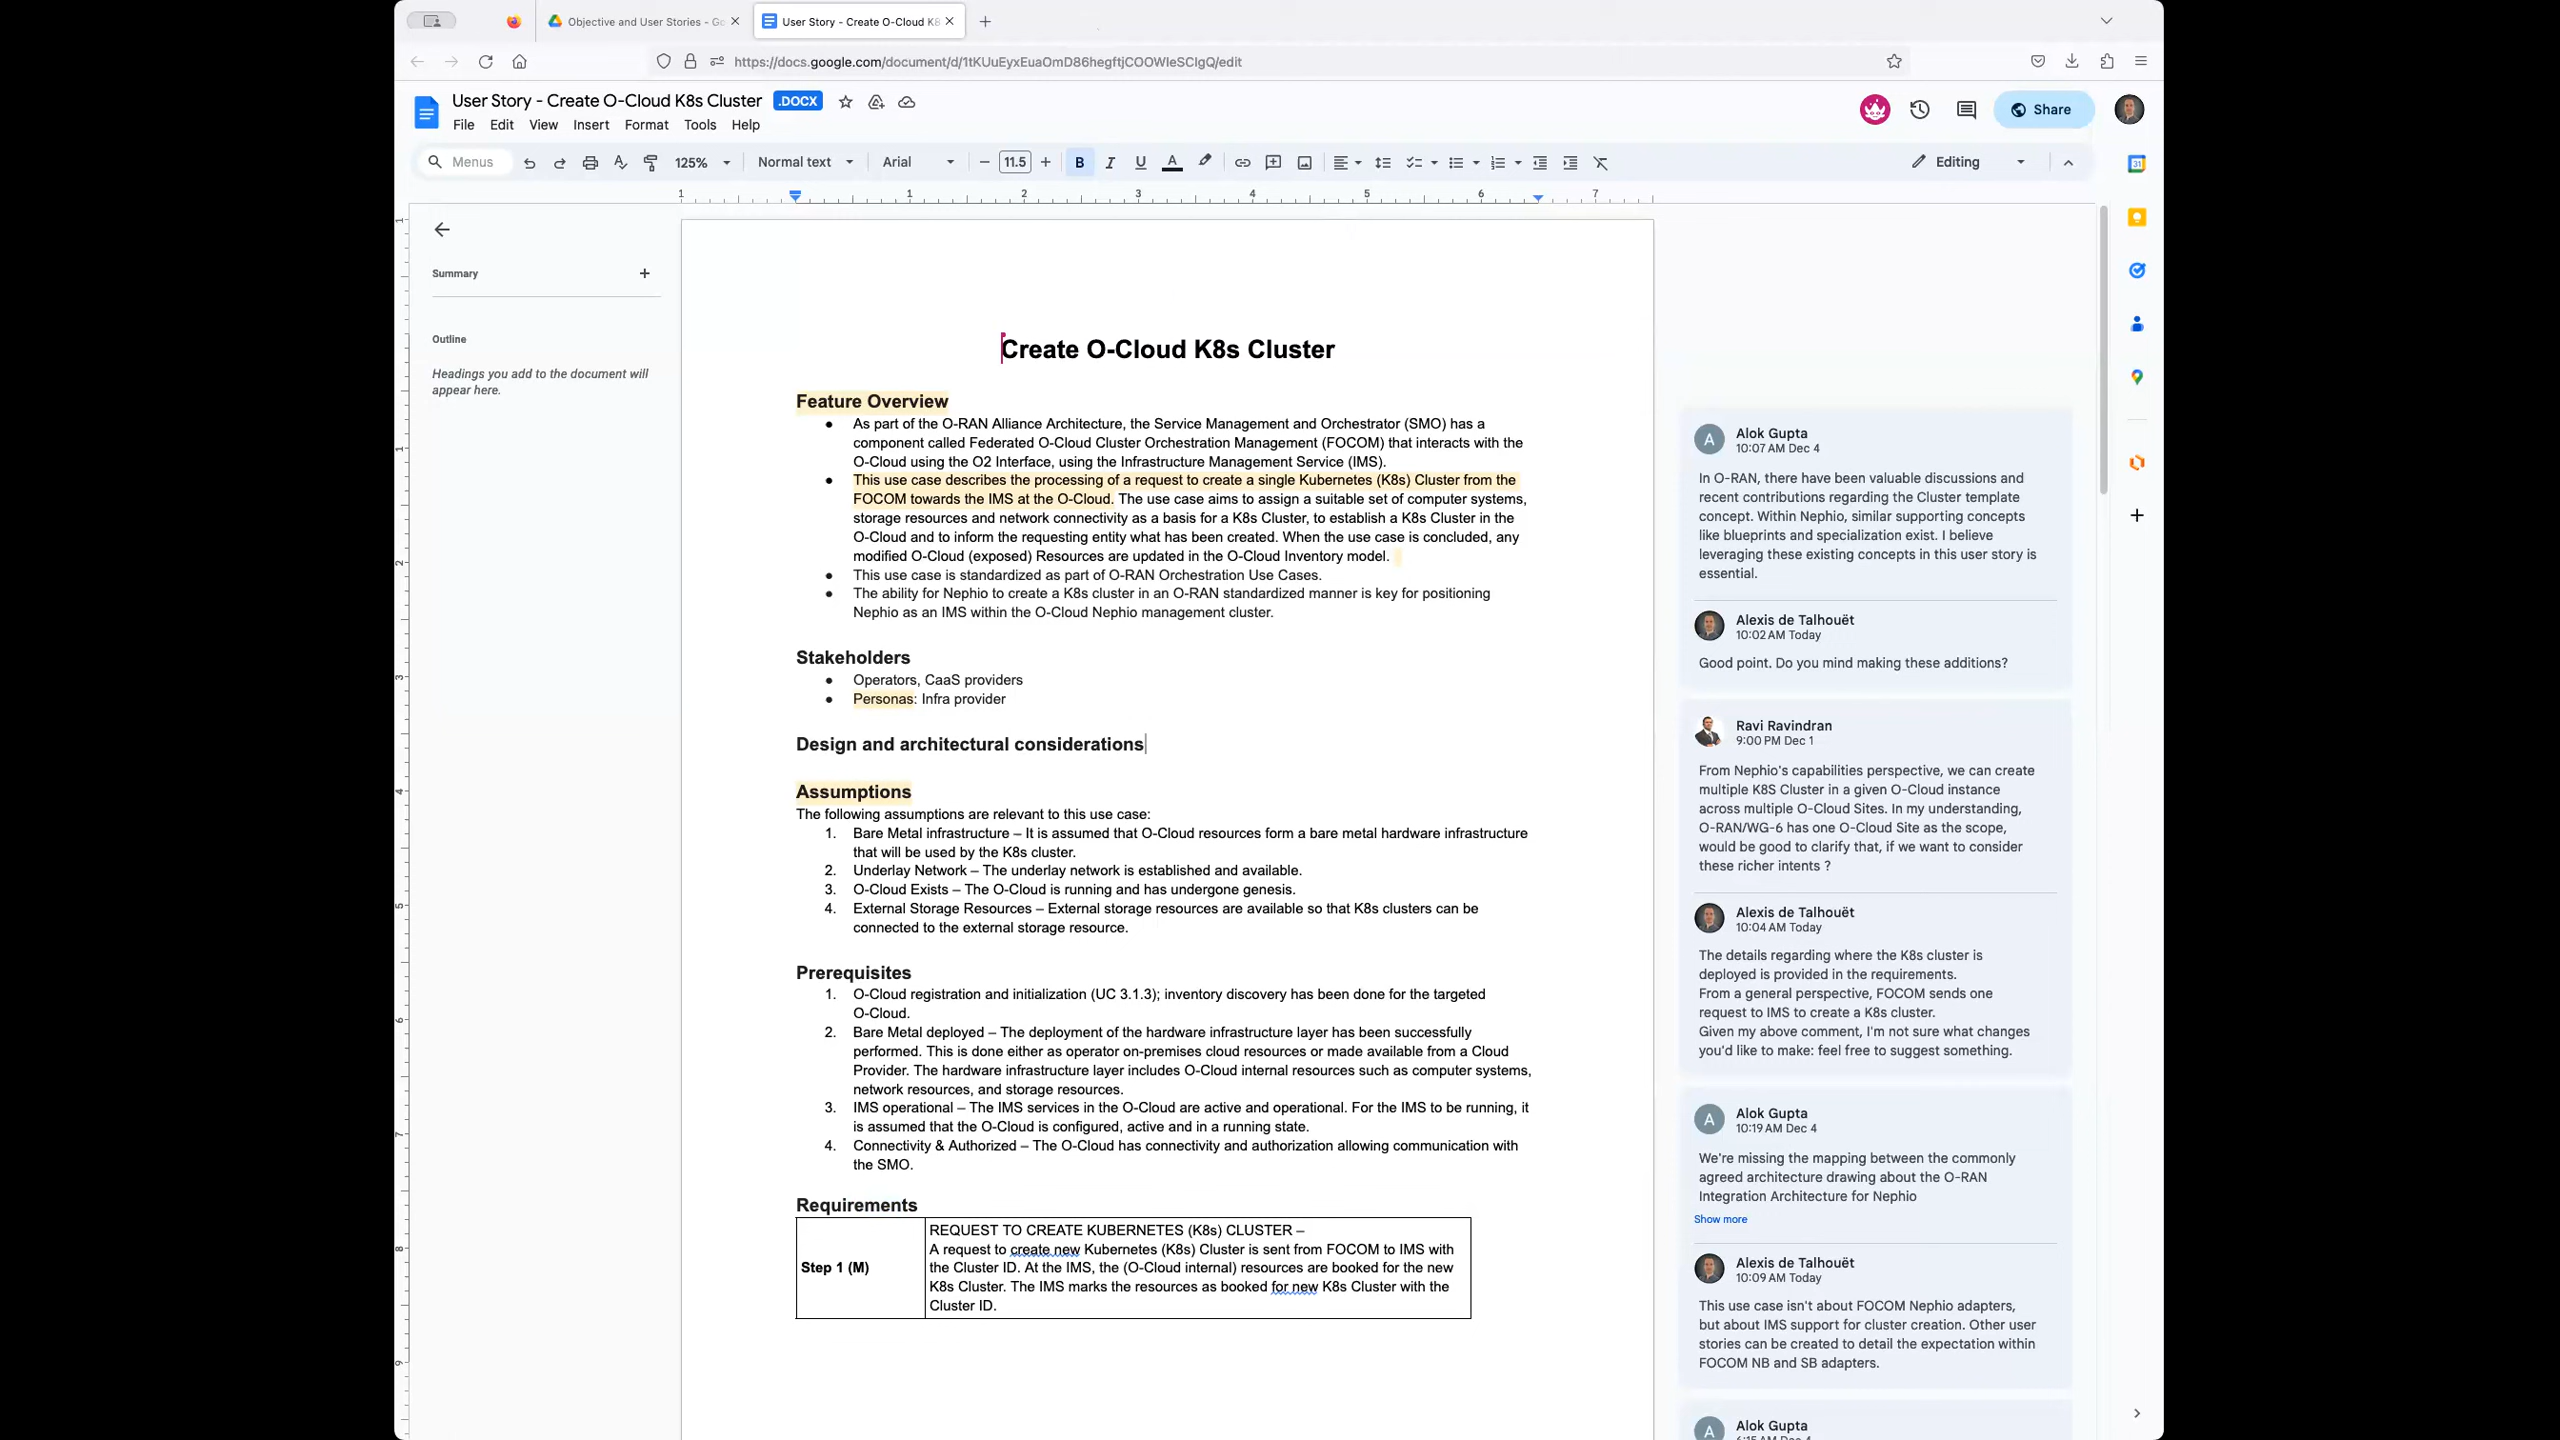 Objective and User Stories - Go
User Story - Create O-Cloud K8
https://docs.google.com/document/d/1tKUuEyxEuaOmD86hegftjCOOWIeSClgQ/edit
User Story - Create O-Cloud K8s Cluster
.DOCX
Share
File Edit View Insert Format Tools Help
Menus
125%
Normal text
Arial
11.5
B
I
U
A
Editing
31
1 1 2 3 4 5 6 7
Summary
Outline
Headings you add to the document will
appear here.
Create O-Cloud K8s Cluster
Feature Overview
As part of the O-RAN Alliance Architecture, the Service Management and Orchestrator (SMO) has a
component called Federated O-Cloud Cluster Orchestration Management (FOCOM) that interacts with the
O-Cloud using the O2 Interface, using the Infrastructure Management Service (IMS).
This use case describes the processing of a request to create a single Kubernetes (K8s) Cluster from the
FOCOM towards the IMS at the O-Cloud. The use case aims to assign a suitable set of computer systems,
storage resources and network connectivity as a basis for a K8s Cluster, to establish a K8s Cluster in the
O-Cloud and to inform the requesting entity what has been created. When the use case is concluded, any
modified O-Cloud (exposed) Resources are updated in the O-Cloud Inventory model.
This use case is standardized as part of O-RAN Orchestration Use Cases.
The ability for Nephio to create a K8s cluster in an O-RAN standardized manner is key for positioning
Nephio as an IMS within the O-Cloud Nephio management cluster.
Stakeholders
Operators, CaaS providers
Personas: Infra provider
Design and architectural considerations
Assumptions
The following assumptions are relevant to this use case:
1. Bare Metal infrastructure – It is assumed that O-Cloud resources form a bare metal hardware infrastructure
that will be used by the K8s cluster.
2. Underlay Network – The underlay network is established and available.
3. O-Cloud Exists – The O-Cloud is running and has undergone genesis.
4. External Storage Resources – External storage resources are available so that K8s clusters can be
connected to the external storage resource.
Prerequisites
1. O-Cloud registration and initialization (UC 3.1.3); inventory discovery has been done for the targeted
O-Cloud.
2. Bare Metal deployed – The deployment of the hardware infrastructure layer has been successfully
performed. This is done either as operator on-premises cloud resources or made available from a Cloud
Provider. The hardware infrastructure layer includes O-Cloud internal resources such as computer systems,
network resources, and storage resources.
3. IMS operational – The IMS services in the O-Cloud are active and operational. For the IMS to be running, it
is assumed that the O-Cloud is configured, active and in a running state.
4. Connectivity & Authorized – The O-Cloud has connectivity and authorization allowing communication with
the SMO.
Requirements
Step 1 (M)
REQUEST TO CREATE KUBERNETES (K8s) CLUSTER –
A request to create new Kubernetes (K8s) Cluster is sent from FOCOM to IMS with
the Cluster ID. At the IMS, the (O-Cloud internal) resources are booked for the new
K8s Cluster. The IMS marks the resources as booked for new K8s Cluster with the
Cluster ID.
A
Alok Gupta
10:07 AM Dec 4
In O-RAN, there have been valuable discussions and
recent contributions regarding the Cluster template
concept. Within Nephio, similar supporting concepts
like blueprints and specialization exist. I believe
leveraging these existing concepts in this user story is
essential.
Alexis de Talhouët
10:02 AM Today
Good point. Do you mind making these additions?
Ravi Ravindran
9:00 PM Dec 1
From Nephio's capabilities perspective, we can create
multiple K8S Cluster in a given O-Cloud instance
across multiple O-Cloud Sites. In my understanding,
O-RAN/WG-6 has one O-Cloud Site as the scope,
would be good to clarify that, if we want to consider
these richer intents ?
Alexis de Talhouët
10:04 AM Today
The details regarding where the K8s cluster is
deployed is provided in the requirements.
From a general perspective, FOCOM sends one
request to IMS to create a K8s cluster.
Given my above comment, I'm not sure what changes
you'd like to make: feel free to suggest something.
A
Alok Gupta
10:19 AM Dec 4
We're missing the mapping between the commonly
agreed architecture drawing about the O-RAN
Integration Architecture for Nephio
Show more
Alexis de Talhouët
10:09 AM Today
This use case isn't about FOCOM Nephio adapters,
but about IMS support for cluster creation. Other user
stories can be created to detail the expectation within
FOCOM NB and SB adapters.
A
Alok Gupta